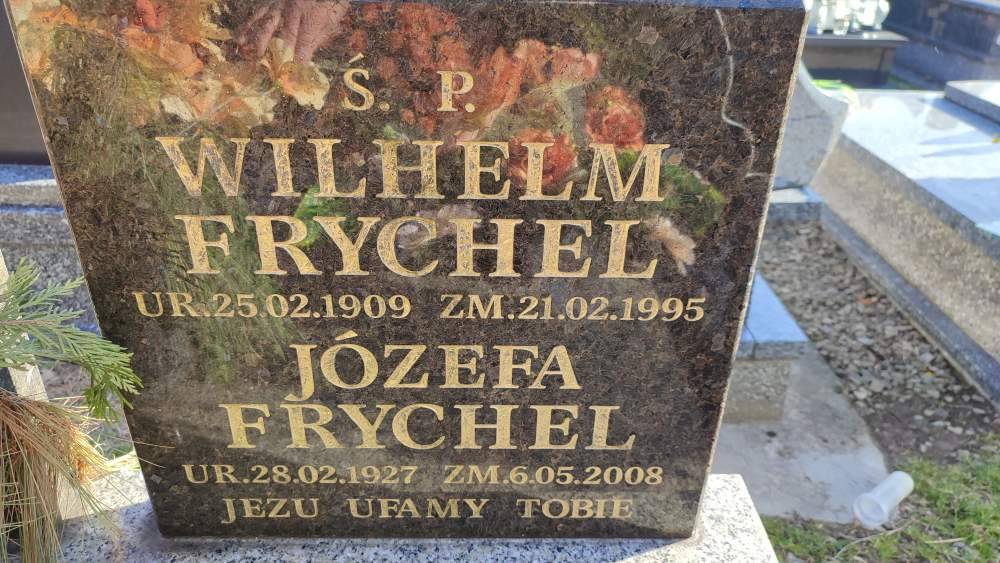 Ś. P.
WILHELM
FRYCHEL
UR.25.02.1909 ZM.21.02.1995
JÓZEFA
FRYCHEL
UR.28.02.1927 ZM.6.05.2008
JEZU UFAMY TOBIE